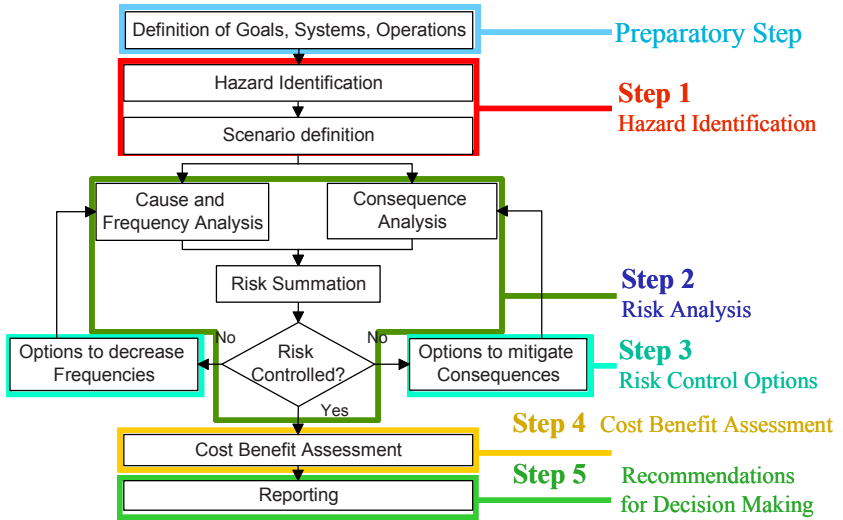 Definition of Goals, Systems, Operations
Preparatory Step
Hazard Identification
Step 1
Hazard Identification
Scenario definition
Cause and
Frequency Analysis
Consequence
Analysis
Risk Summation
Step 2
Risk Analysis
No
No
Options to decrease
Frequencies
Risk
Controlled?
Options to mitigate
Consequences
Step 3
Risk Control Options
Yes
Step 4 Cost Benefit Assessment
Cost Benefit Assessment
Step 5 Recommendations
for Decision Making
Reporting